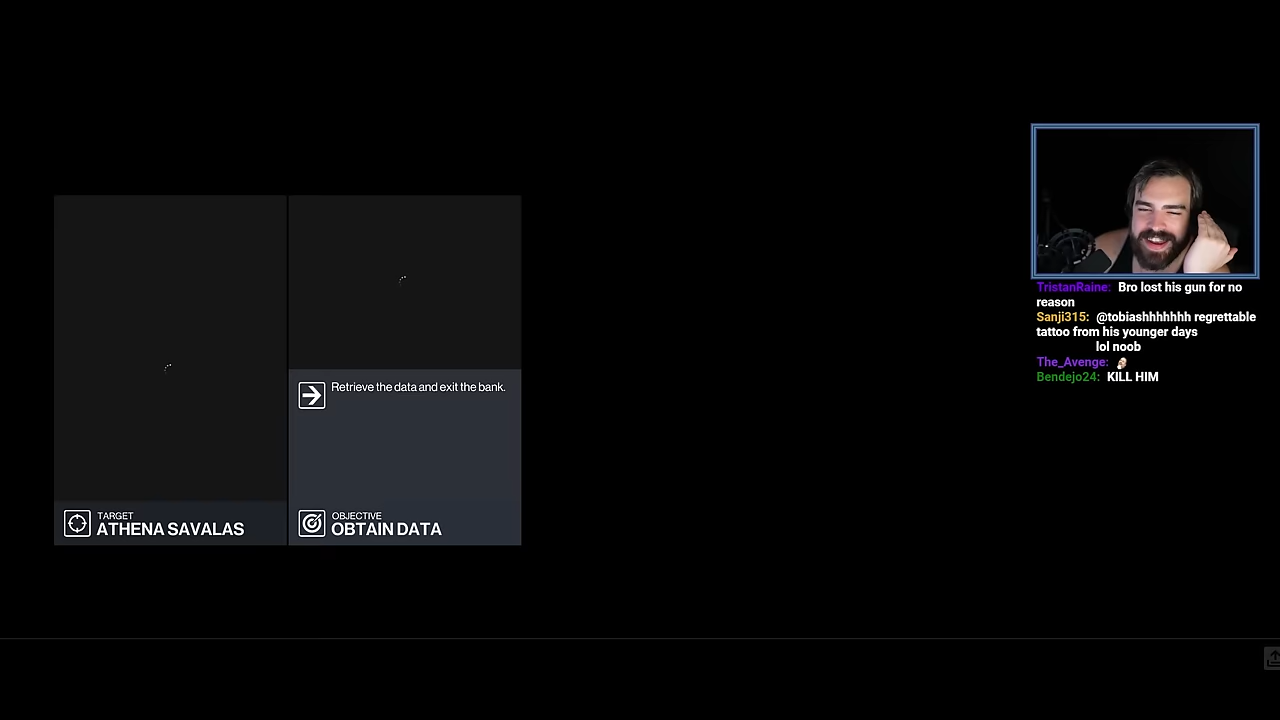 Retrieve the data and exit the bank.
TARGET
ATHENA SAVALAS
OBJECTIVE
OBTAIN DATA
TristanRaine: Bro lost his gun for no
reason
Sanji315: @tobiashhhhhhh regrettable
tattoo from his younger days
lol noob
The_Avenge:
Bendejo24: KILL HIM